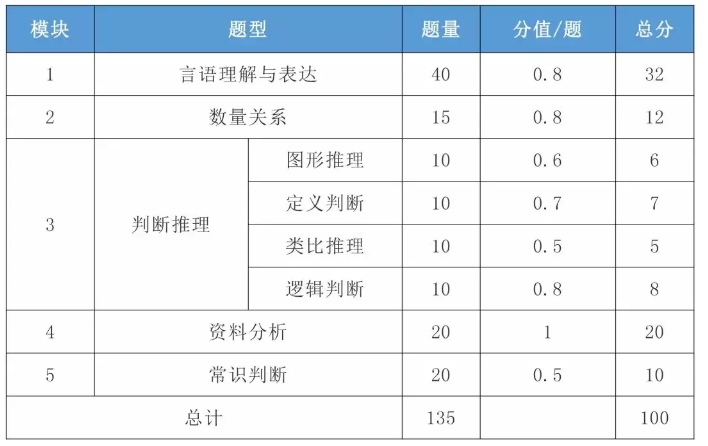 模块 题型 题量 分值/题 总分
1 言语理解与表达 40 0.8 32
2 数量关系 15 0.8 12
3 判断推理 图形推理 10 0.6 6
定义判断 10 0.7 7
类比推理 10 0.5 5
逻辑判断 10 0.8 8
4 资料分析 20 1 20
5 常识判断 20 0.5 10
总计 135 100